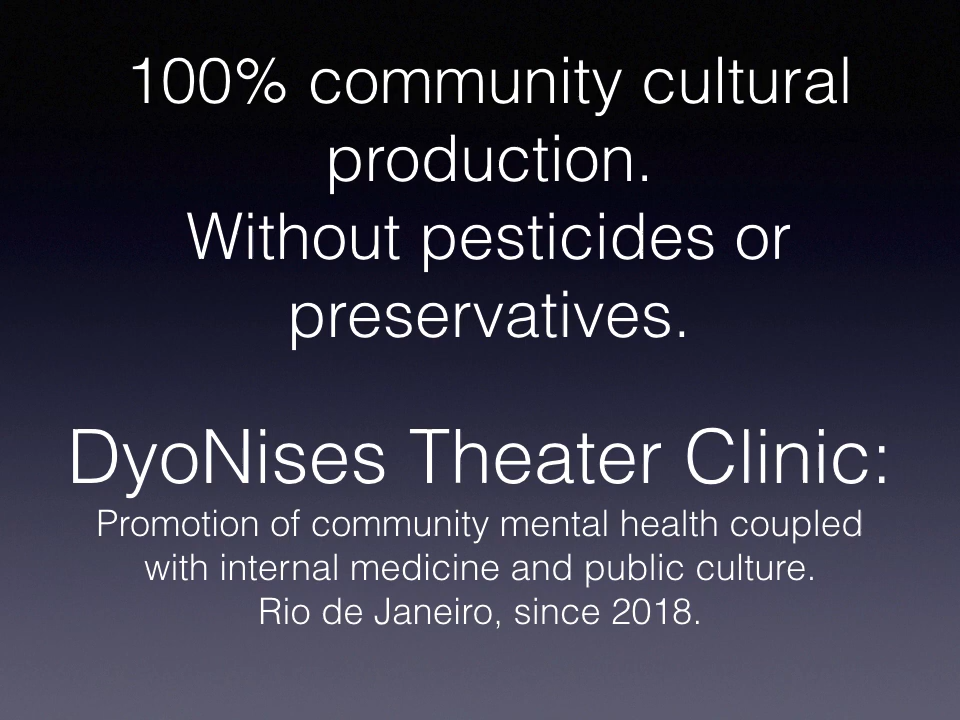 100% community cultural
production.
Without pesticides or
preservatives.
DyoNises Theater Clinic:
Promotion of community mental health coupled
with internal medicine and public culture.
Rio de Janeiro, since 2018.